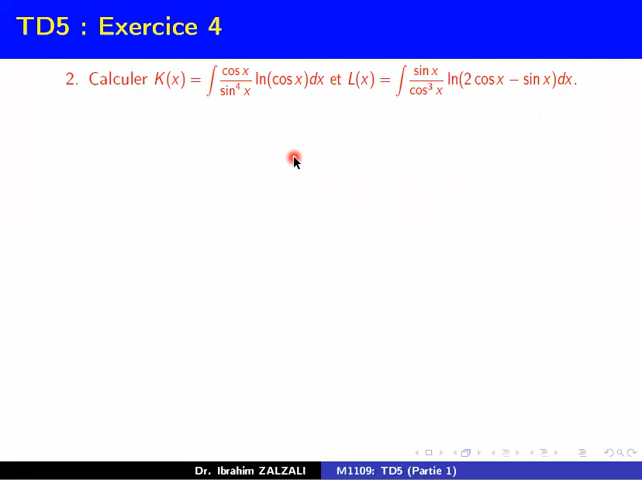 TD5 : Exercice 4
2. Calculer K(x) = ∫ cos x / sin⁴ x ln(cos x)dx et L(x) = ∫ sin x / cos³ x ln(2 cos x − sin x)dx.
Dr. Ibrahim ZALZALI M1109: TD5 (Partie 1)